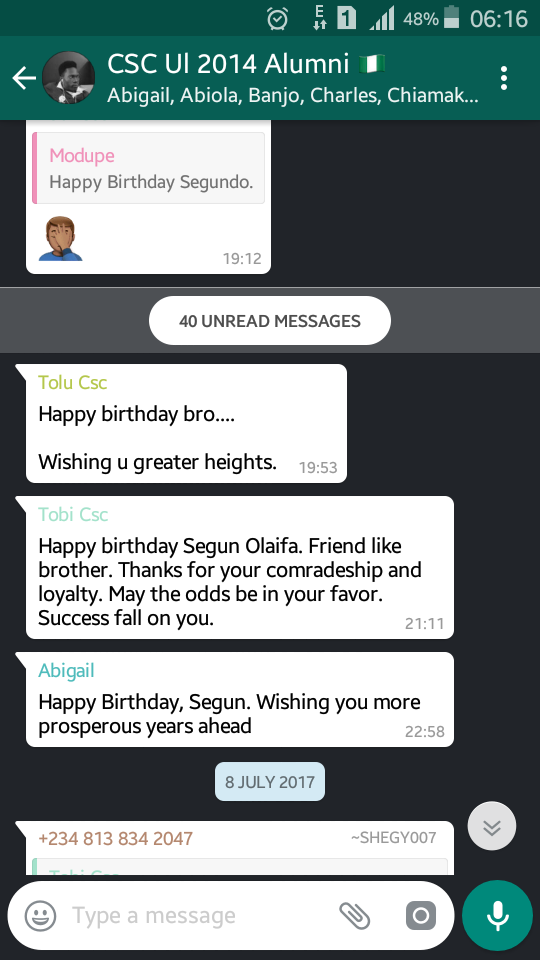 E 1 48% 06:16
CSC Ul 2014 Alumni
Abigail, Abiola, Banjo, Charles, Chiamak...
Modupe
Happy Birthday Segundo.
19:12
40 UNREAD MESSAGES
Tolu Csc
Happy birthday bro....
Wishing u greater heights. 19:53
Tobi Csc
Happy birthday Segun Olaifa. Friend like
brother. Thanks for your comradeship and
loyalty. May the odds be in your favor.
Success fall on you. 21:11
Abigail
Happy Birthday, Segun. Wishing you more
prosperous years ahead 22:58
8 JULY 2017
+234 813 834 2047 ~SHEGY007
Tobi Csc
Type a message